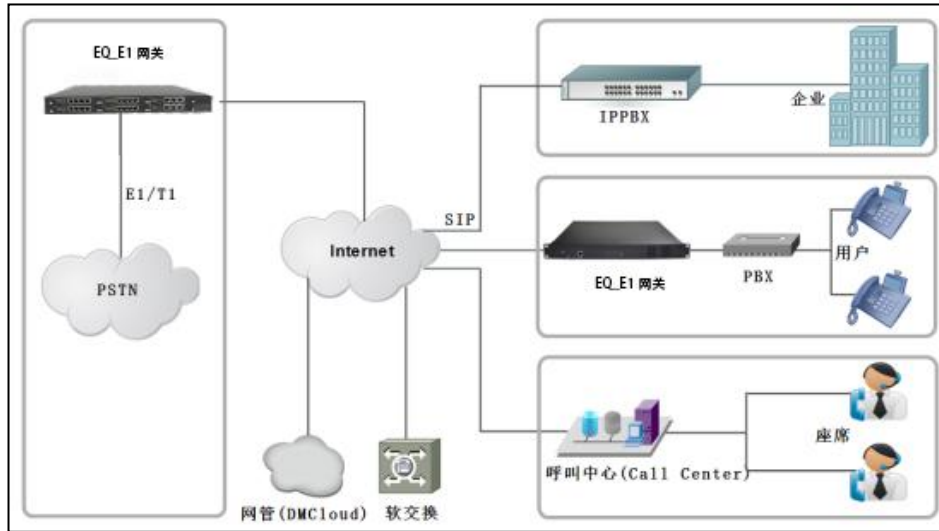 EQ_E1 网关
E1/T1
PSTN
Internet
SIP
网管(DMCloud)
软交换
IPPBX
企业
EQ_E1 网关
PBX
用户
呼叫中心(Call Center)
座席